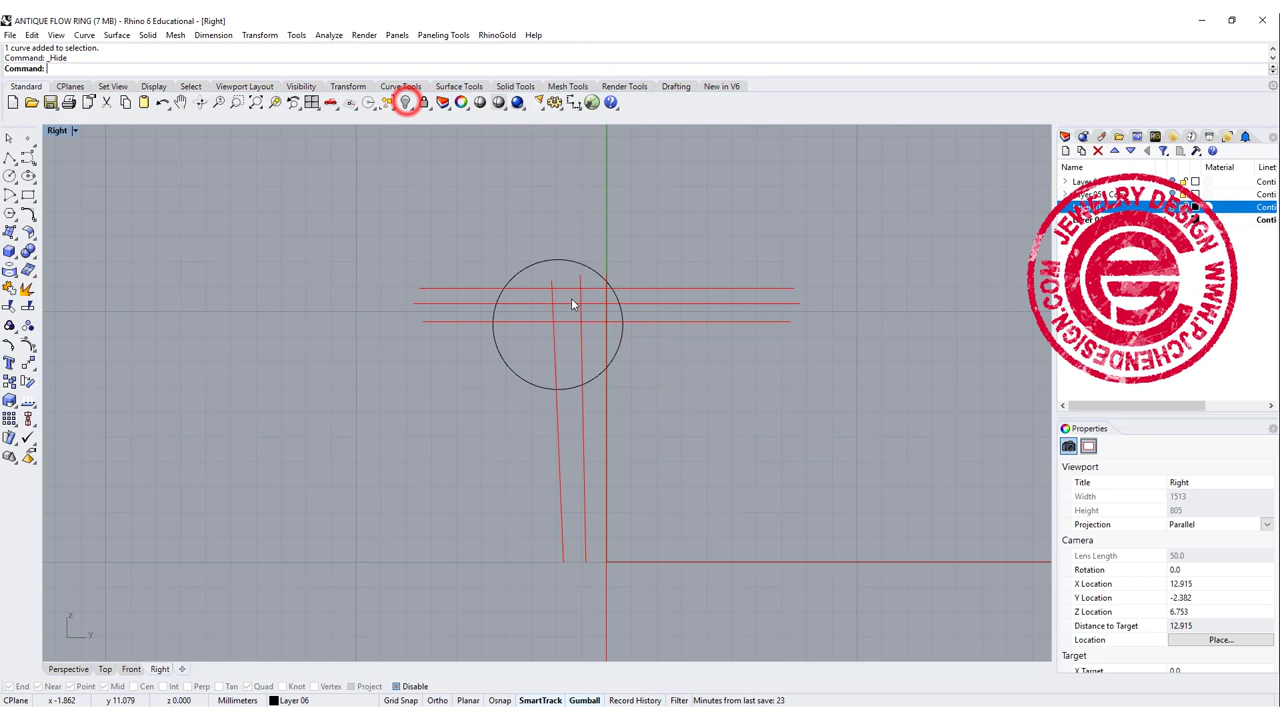 ANTIQUE FLOW RING (7 MB) - Rhino 6 Educational - [Right]
File Edit View Curve Surface Solid Mesh Dimension Transform Tools Analyze Render Panels Paneling Tools RhinoGold Help
1 curve added to selection.
Command: _Hide
Command:
Standard CPlanes Set View Display Select Viewport Layout Visibility Transform Curve Tools Surface Tools Solid Tools Mesh Tools Render Tools Drafting New in V6
Right
Name Material Linet
Conti
Conti
Conti
Conti
JEWELRY DESIGN WWW.PJCHENDESIGN.COM
Properties
Viewport
Title Right
Width 1513
Height 805
Projection Parallel
Camera
Lens Length 50.0
Rotation 0.0
X Location 12.915
Y Location -2.382
Z Location 6.753
Distance to Target 12.915
Location Place...
Target
X Target 0.0
z
y
Perspective Top Front Right
End Near Point Mid Cen Int Perp Tan Quad Knot Vertex Project Disable
CPlane x -1.862 y 11.079 z 0.000 Millimeters Layer 06 Grid Snap Ortho Planar Osnap SmartTrack Gumball Record History Filter Minutes from last save: 23